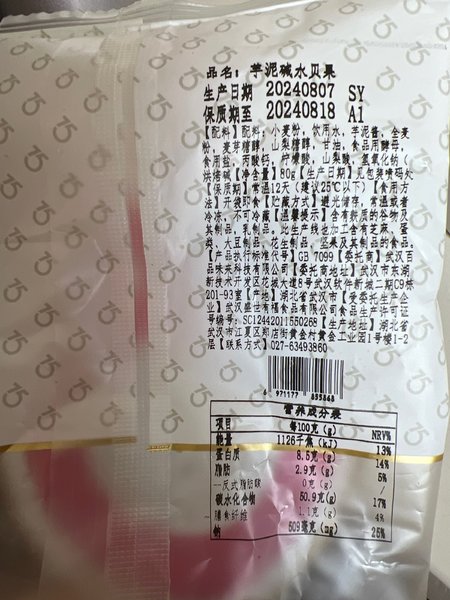 品名：芋泥碱水贝果
生产日期 20240807 SY
保质期至 20240818 A1
【配料】配料：小麦粉，饮用水，芋泥酱，全麦
粉，麦芽糖醇，山梨糖醇，甘油，食品用酵母，
食用盐，丙酸钙，柠檬酸，山梨酸，氢氧化钠（
烘焙碱）【净含量】80g【生产日期】见包装喷码处
【保质期】常温12天（建议25℃以下）【食用方
法】开袋即食【贮藏方式】避光储存，常温或者
冷冻，不可冷藏【温馨提示】含有麸质的谷物及
其制品，乳制品。此生产线也加工含有芝麻、蛋
类、大豆制品、花生制品、坚果及其制品的食品。
【产品执行标准代号】GB 7099【委托商】武汉百
品味来科技有限公司【委托商地址】武汉市东湖
新技术开发区花城大道8号武汉软件新城二期C9栋
201-93室【产地】湖北省武汉市【受委托生产企
业】武汉盛世有福食品有限公司食品生产许可证
号编号：SC12442011550268【生产地址】湖北省
武汉市江夏区郑店街黄金村黄金工业园1号楼1-2
层【联系方式】027-63493860
6 971177 895868
营养成分表
项目 每100克(g) NRV%
能量 1126千焦(kJ) 13%
蛋白质 8.5克(g) 14%
脂肪 2.9克(g) 5%
--反式脂肪酸 0克(g) /
碳水化合物 50.9克(g) 17%
-膳食纤维 1.1克(g) 4%
钠 509毫克(mg) 25%